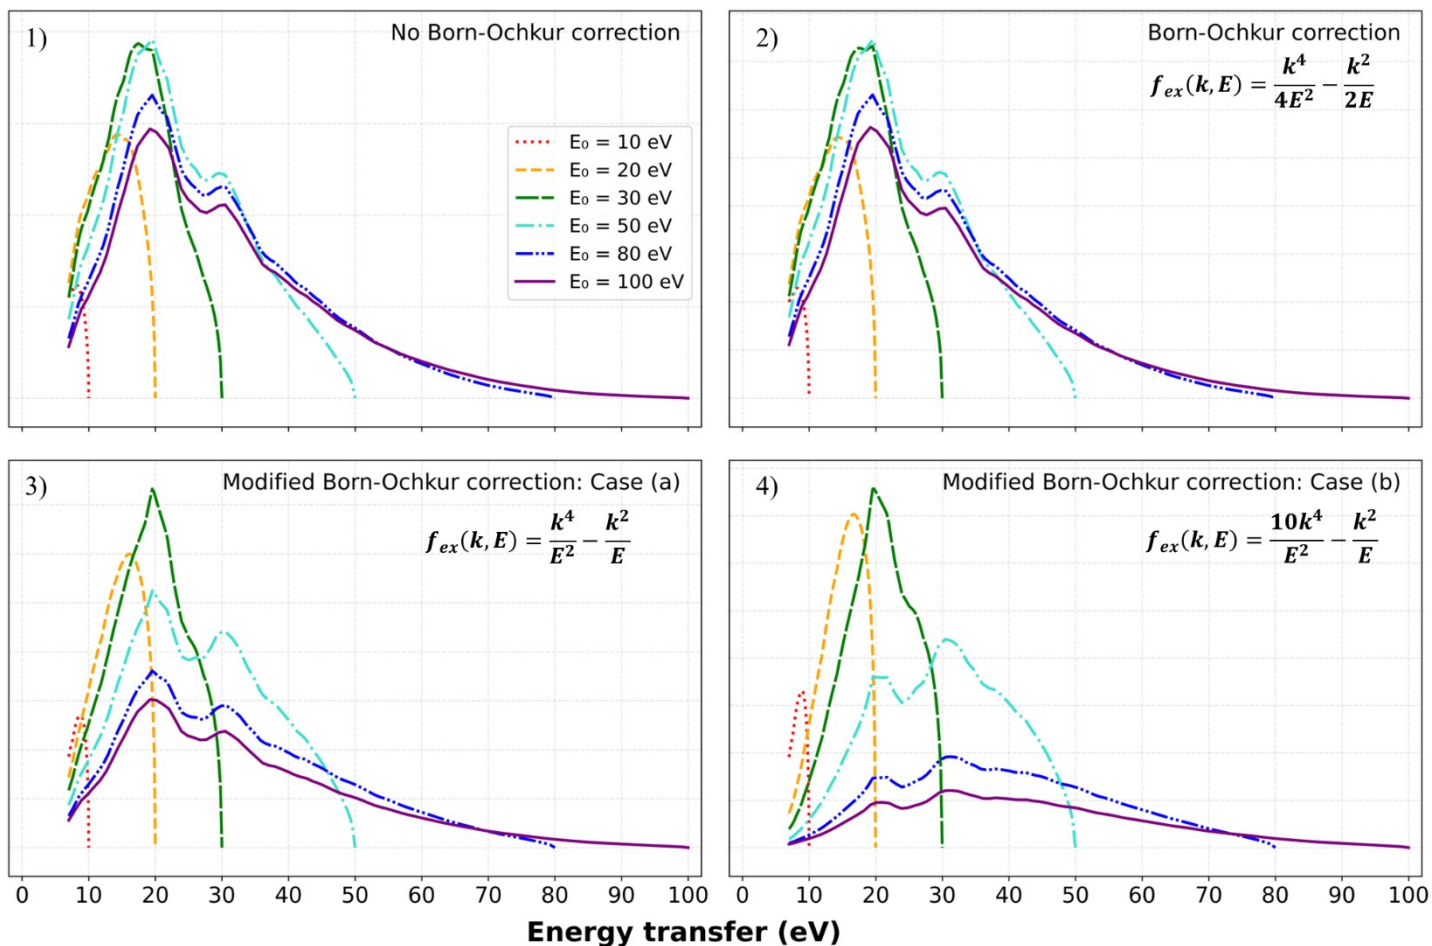 1)
No Born-Ochkur correction
E₀ = 10 eV
E₀ = 20 eV
E₀ = 30 eV
E₀ = 50 eV
E₀ = 80 eV
E₀ = 100 eV
2)
Born-Ochkur correction
f_ex(k, E) = k⁴/4E² − k²/2E
3)
Modified Born-Ochkur correction: Case (a)
f_ex(k, E) = k⁴/E² − k²/E
4)
Modified Born-Ochkur correction: Case (b)
f_ex(k, E) = 10k⁴/E² − k²/E
0 10 20 30 40 50 60 70 80 90 100
0 10 20 30 40 50 60 70 80 90 100
Energy transfer (eV)